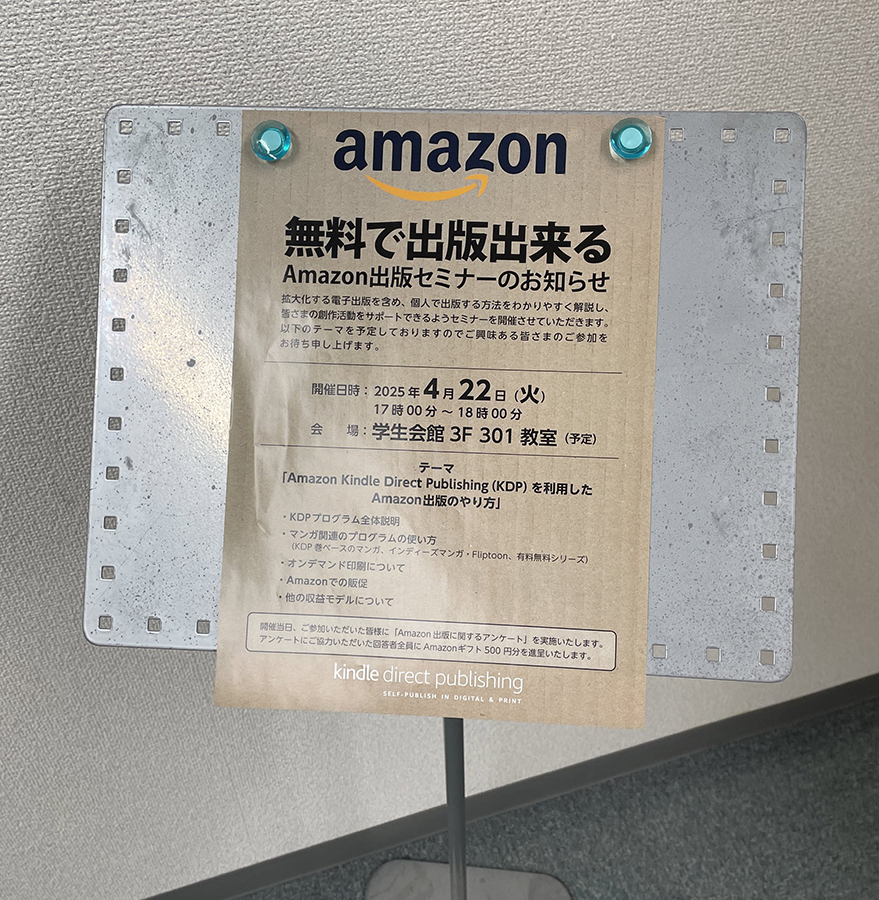 amazon
無料で出版出来る
Amazon出版セミナーのお知らせ
拡大化する電子出版を含め、個人で出版する方法をわかりやすく解説し、
皆さまの創作活動をサポートできるようセミナーを開催させていただきます。
以下のテーマを予定しておりますのでご興味ある皆さまのご参加を
お待ち申し上げます。
開催日時：2025年4月22日（火）
17時00分 ～ 18時00分
会　場：学生会館 3F 301 教室（予定）
テーマ
「Amazon Kindle Direct Publishing (KDP) を利用した
Amazon出版のやり方」
・KDPプログラム全体説明
・マンガ関連のプログラムの使い方
（KDP 巻ベースのマンガ、インディーズマンガ・Fliptoon、有料無料シリーズ）
・オンデマンド印刷について
・Amazonでの販促
・他の収益モデルについて
開催当日、ご参加いただいた皆様に「Amazon 出版に関するアンケート」を実施いたします。
アンケートにご協力いただいた回答者全員に Amazonギフト 500 円分を進呈いたします。
kindle direct publishing
SELF-PUBLISH IN DIGITAL & PRINT